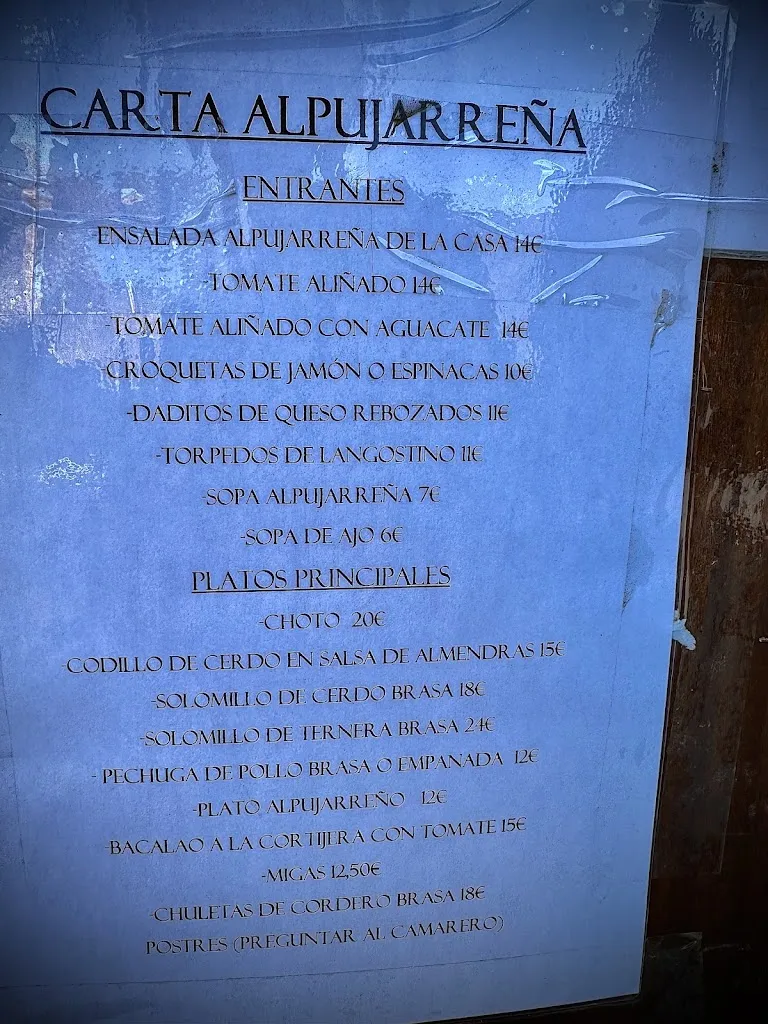 CARTA ALPUJARREÑA
ENTRANTES
ENSALADA ALPUJARREÑA DE LA CASA 14€
-TOMATE ALIÑADO 14€
-TOMATE ALIÑADO CON AGUACATE 14€
-CROQUETAS DE JAMÓN O ESPINACAS 10€
-DADITOS DE QUESO REBOZADOS 11€
-TORPEDOS DE LANGOSTINO 11€
-SOPA ALPUJARREÑA 7€
-SOPA DE AJO 6€
PLATOS PRINCIPALES
-CHOTO 20€
CODILLO DE CERDO EN SALSA DE ALMENDRAS 15€
-SOLOMILLO DE CERDO BRASA 18€
-SOLOMILLO DE TERNERA BRASA 24€
- PECHUGA DE POLLO BRASA O EMPANADA 12€
-PLATO ALPUJARREÑO 12€
-BACALAO A LA CORTIJERA CON TOMATE 15€
-MIGAS 12,50€
-CHULETAS DE CORDERO BRASA 18€
POSTRES (PREGUNTAR AL CAMARERO)